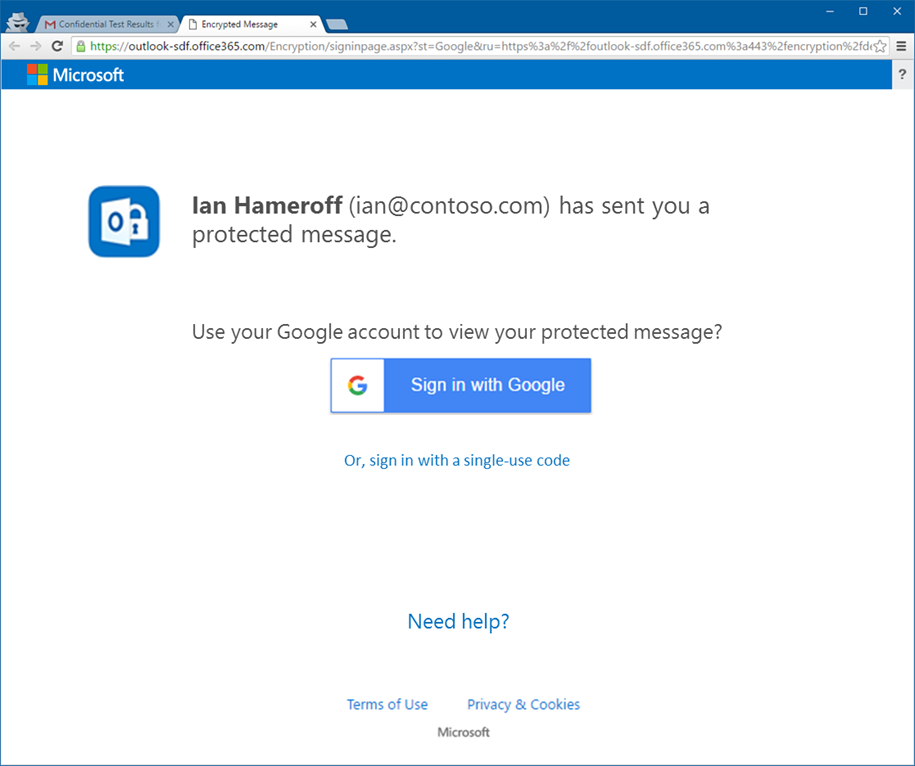 Confidential Test Results f
Encrypted Message
https://outlook-sdf.office365.com/Encryption/signinpage.aspx?st=Google&ru=https%3a%2f%2foutlook-sdf.office365.com%3a443%2fencryption%2fde
Microsoft
?
Ian Hameroff (ian@contoso.com) has sent you a
protected message.
Use your Google account to view your protected message?
Sign in with Google
Or, sign in with a single-use code
Need help?
Terms of Use Privacy & Cookies
Microsoft